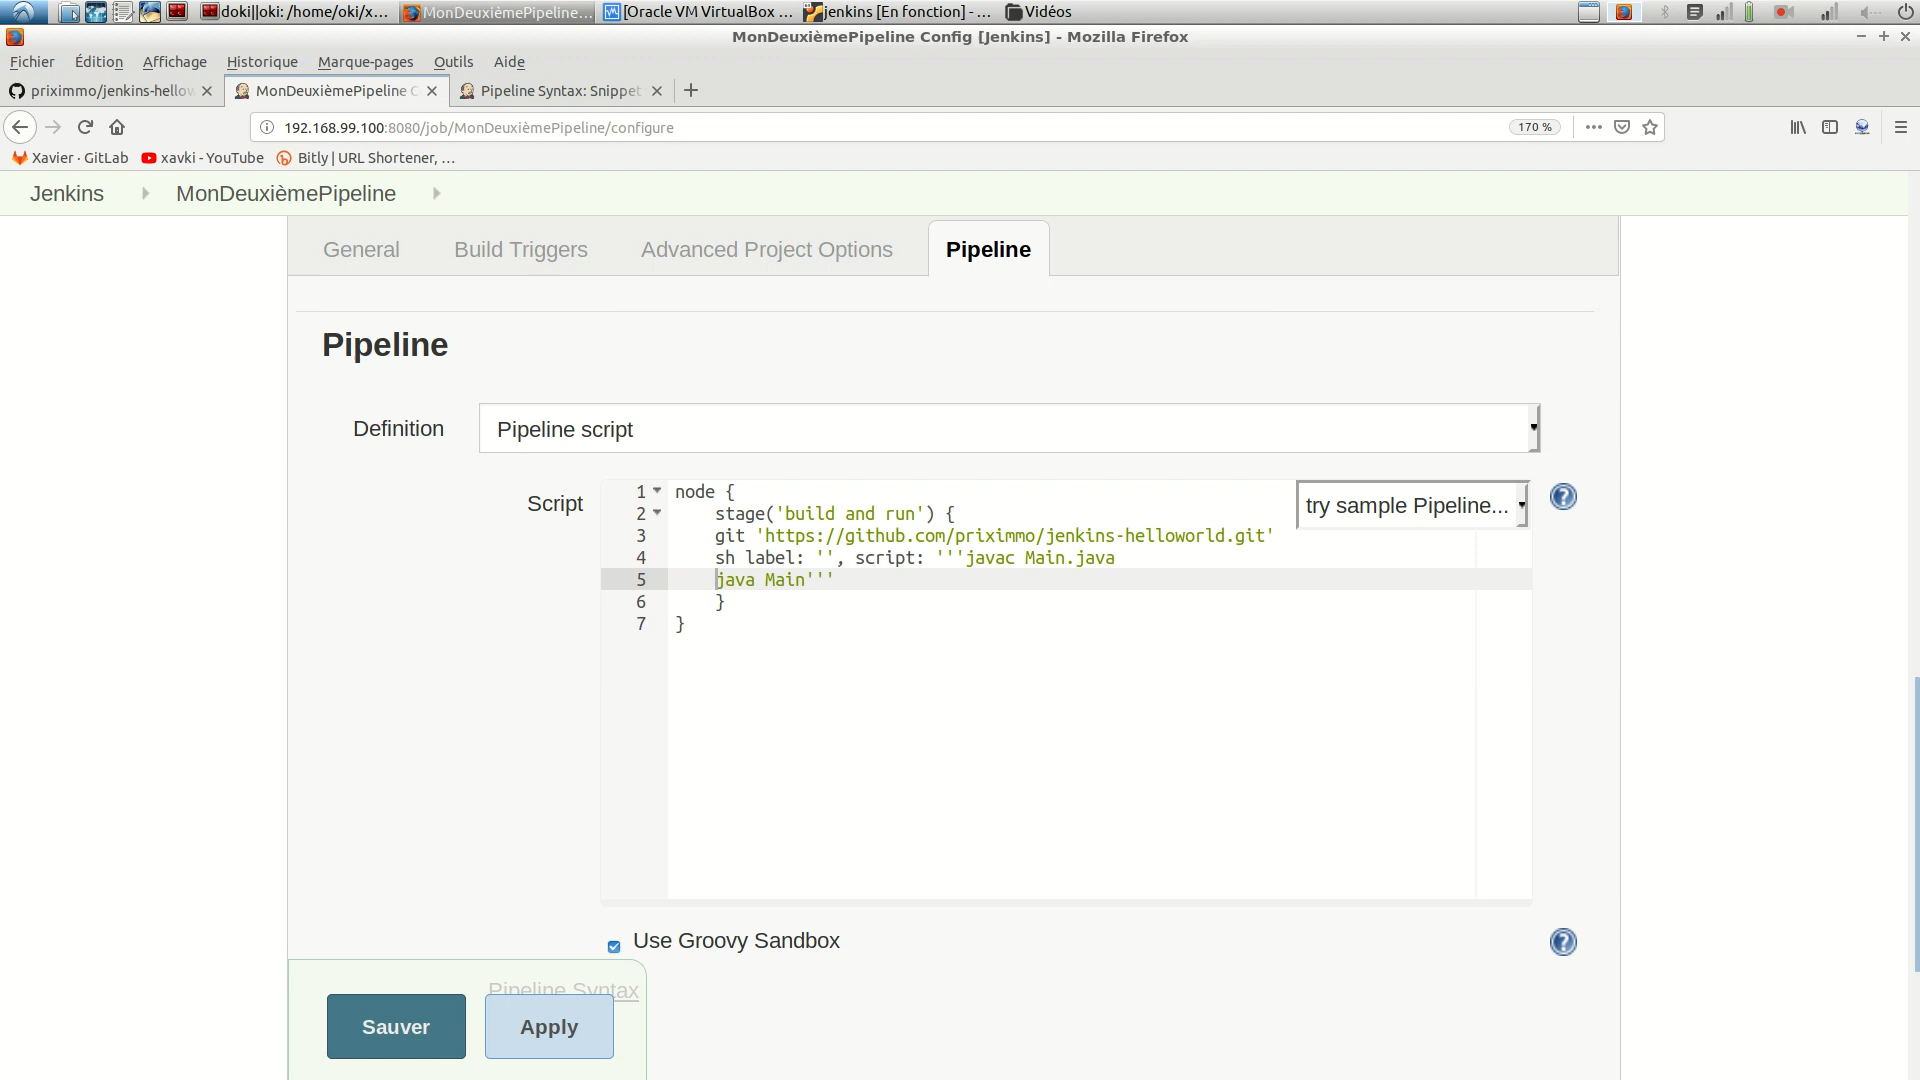 doki||oki: /home/oki/x...
MonDeuxièmePipeline...
[Oracle VM VirtualBox ...
jenkins [En fonction] - ...
Vidéos
MonDeuxièmePipeline Config [Jenkins] - Mozilla Firefox
Fichier Édition Affichage Historique Marque-pages Outils Aide
priximmo/jenkins-hellow
MonDeuxièmePipeline C
Pipeline Syntax: Snippet
192.168.99.100:8080/job/MonDeuxièmePipeline/configure
170 %
Xavier · GitLab
xavki - YouTube
Bitly | URL Shortener, ...
Jenkins
MonDeuxièmePipeline
General
Build Triggers
Advanced Project Options
Pipeline
Pipeline
Definition
Pipeline script
Script
try sample Pipeline...
1 node {
2 stage('build and run') {
3 git 'https://github.com/priximmo/jenkins-helloworld.git'
4 sh label: '', script: '''javac Main.java
5 java Main'''
6 }
7 }
Use Groovy Sandbox
Pipeline Syntax
Sauver
Apply